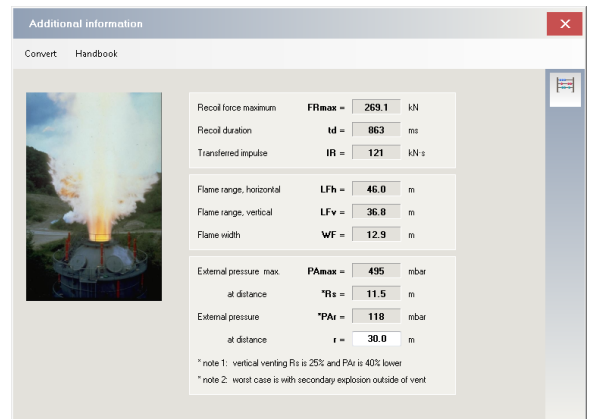 Additional information
Convert Handbook
Recoil force maximum FRmax = 269.1 kN
Recoil duration td = 863 ms
Transferred impulse IR = 121 kN·s
Flame range, horizontal LFh = 46.0 m
Flame range, vertical LFv = 36.8 m
Flame width WF = 12.9 m
External pressure max. PAmax = 495 mbar
at distance *Rs = 11.5 m
External pressure *PAr = 118 mbar
at distance r = 30.0 m
* note 1: vertical venting Rs is 25% and PAr is 40% lower
* note 2: worst case is with secondary explosion outside of vent